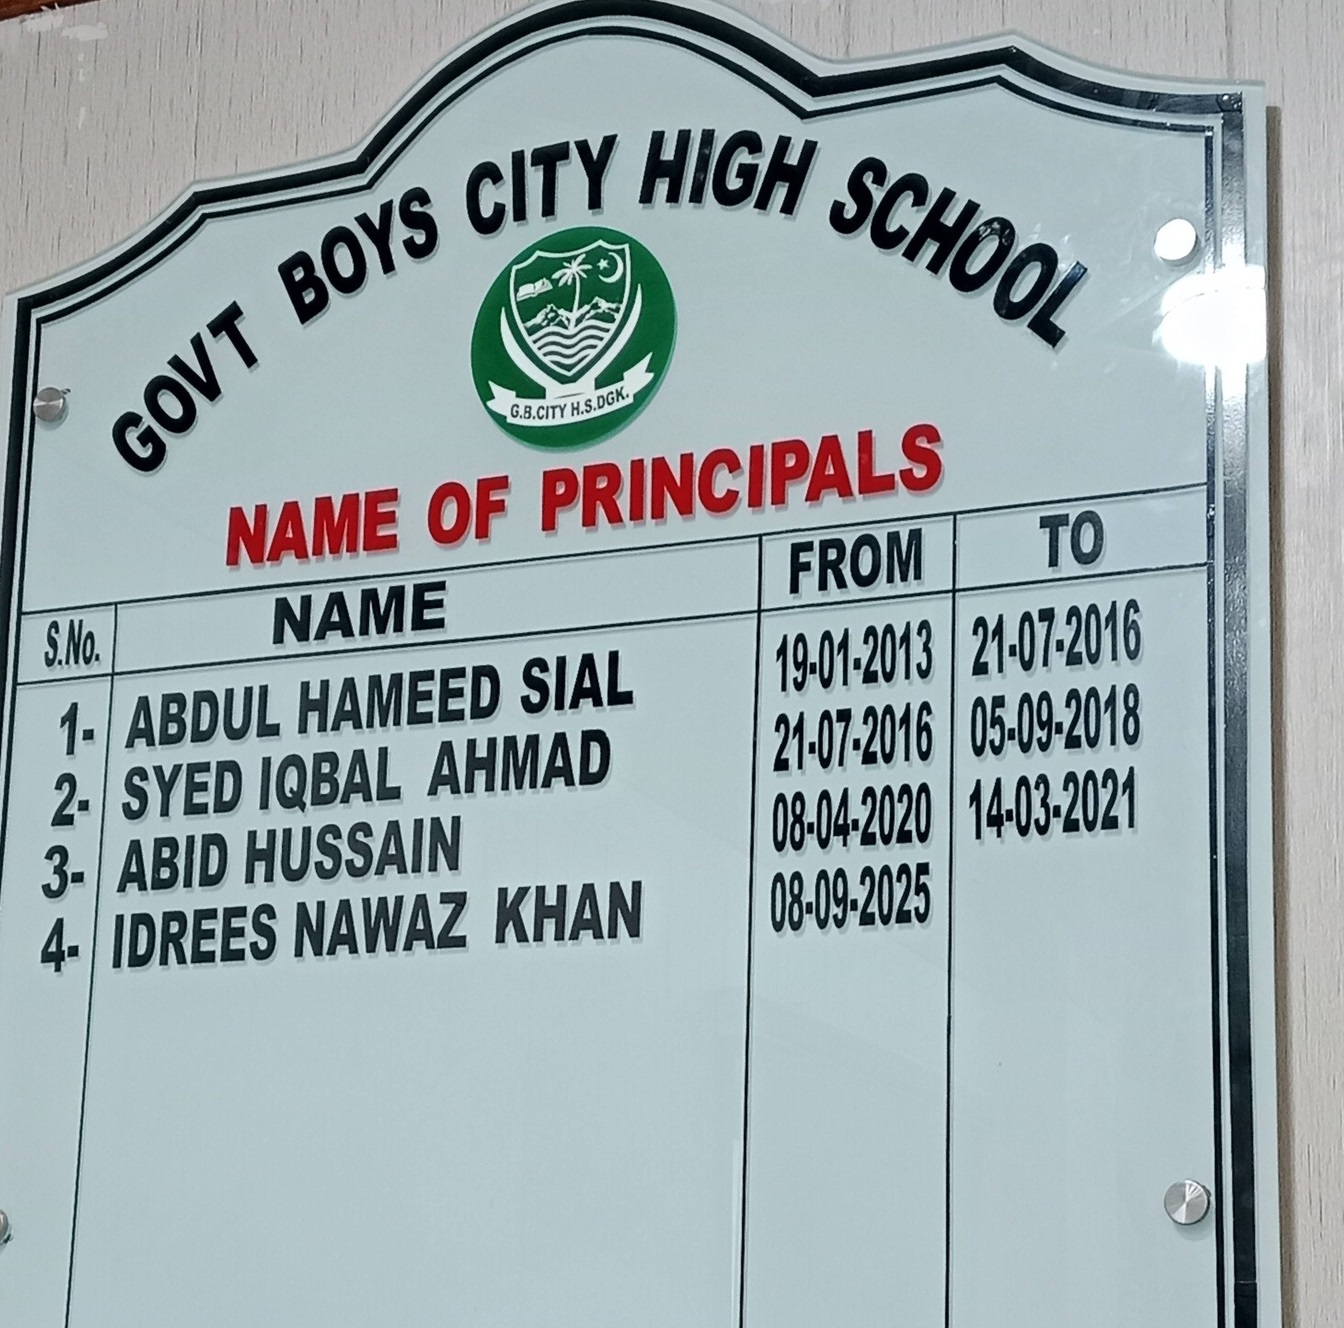 GOVT BOYS CITY HIGH SCHOOL
G.B.CITY H.S.DGK.
NAME OF PRINCIPALS
S.No. NAME FROM TO
1- ABDUL HAMEED SIAL 19-01-2013 21-07-2016
2- SYED IQBAL AHMAD 21-07-2016 05-09-2018
3- ABID HUSSAIN 08-04-2020 14-03-2021
4- IDREES NAWAZ KHAN 08-09-2025